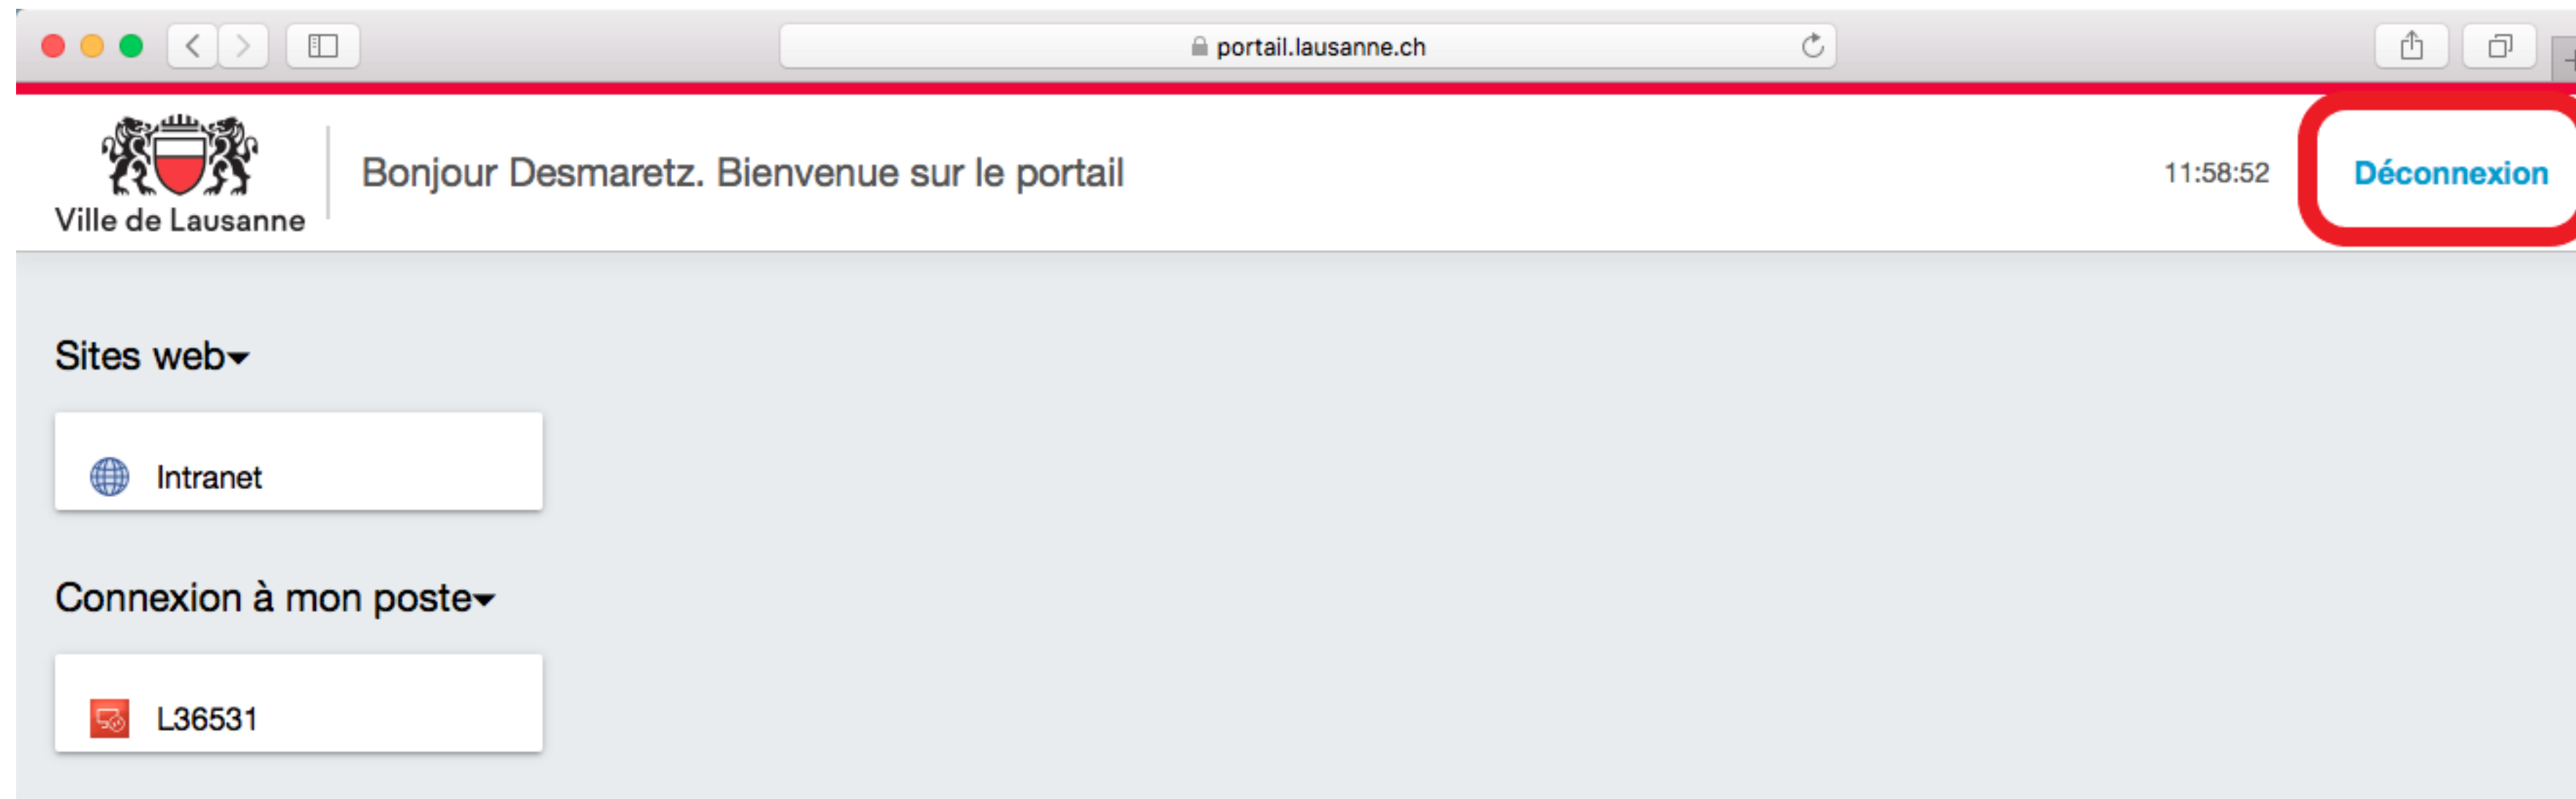 portail.lausanne.ch
Ville de Lausanne
Bonjour Desmaretz. Bienvenue sur le portail
11:58:52
Déconnexion
Sites web
Intranet
Connexion à mon poste
L36531